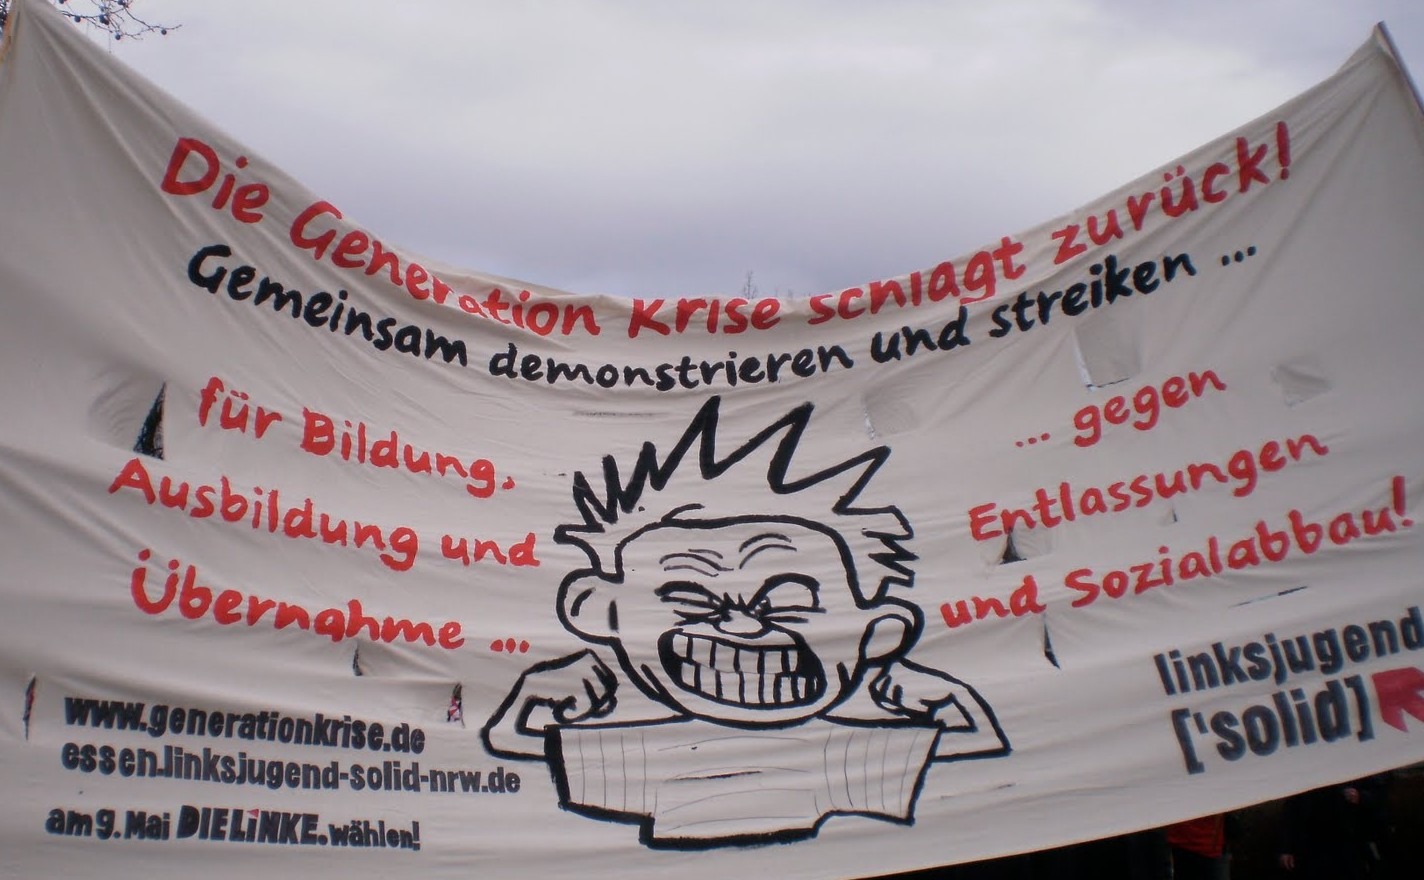 Die Generation Krise schlagt zurück!
Gemeinsam demonstrieren und streiken ...
für Bildung,
Ausbildung und
Übernahme ...
... gegen
Entlassungen
und Sozialabbau!
www.generationkrise.de
essen.linksjugend-solid-nrw.de
am 9. Mai DIE LiNKE. wählen!
linksjugend
['solid]